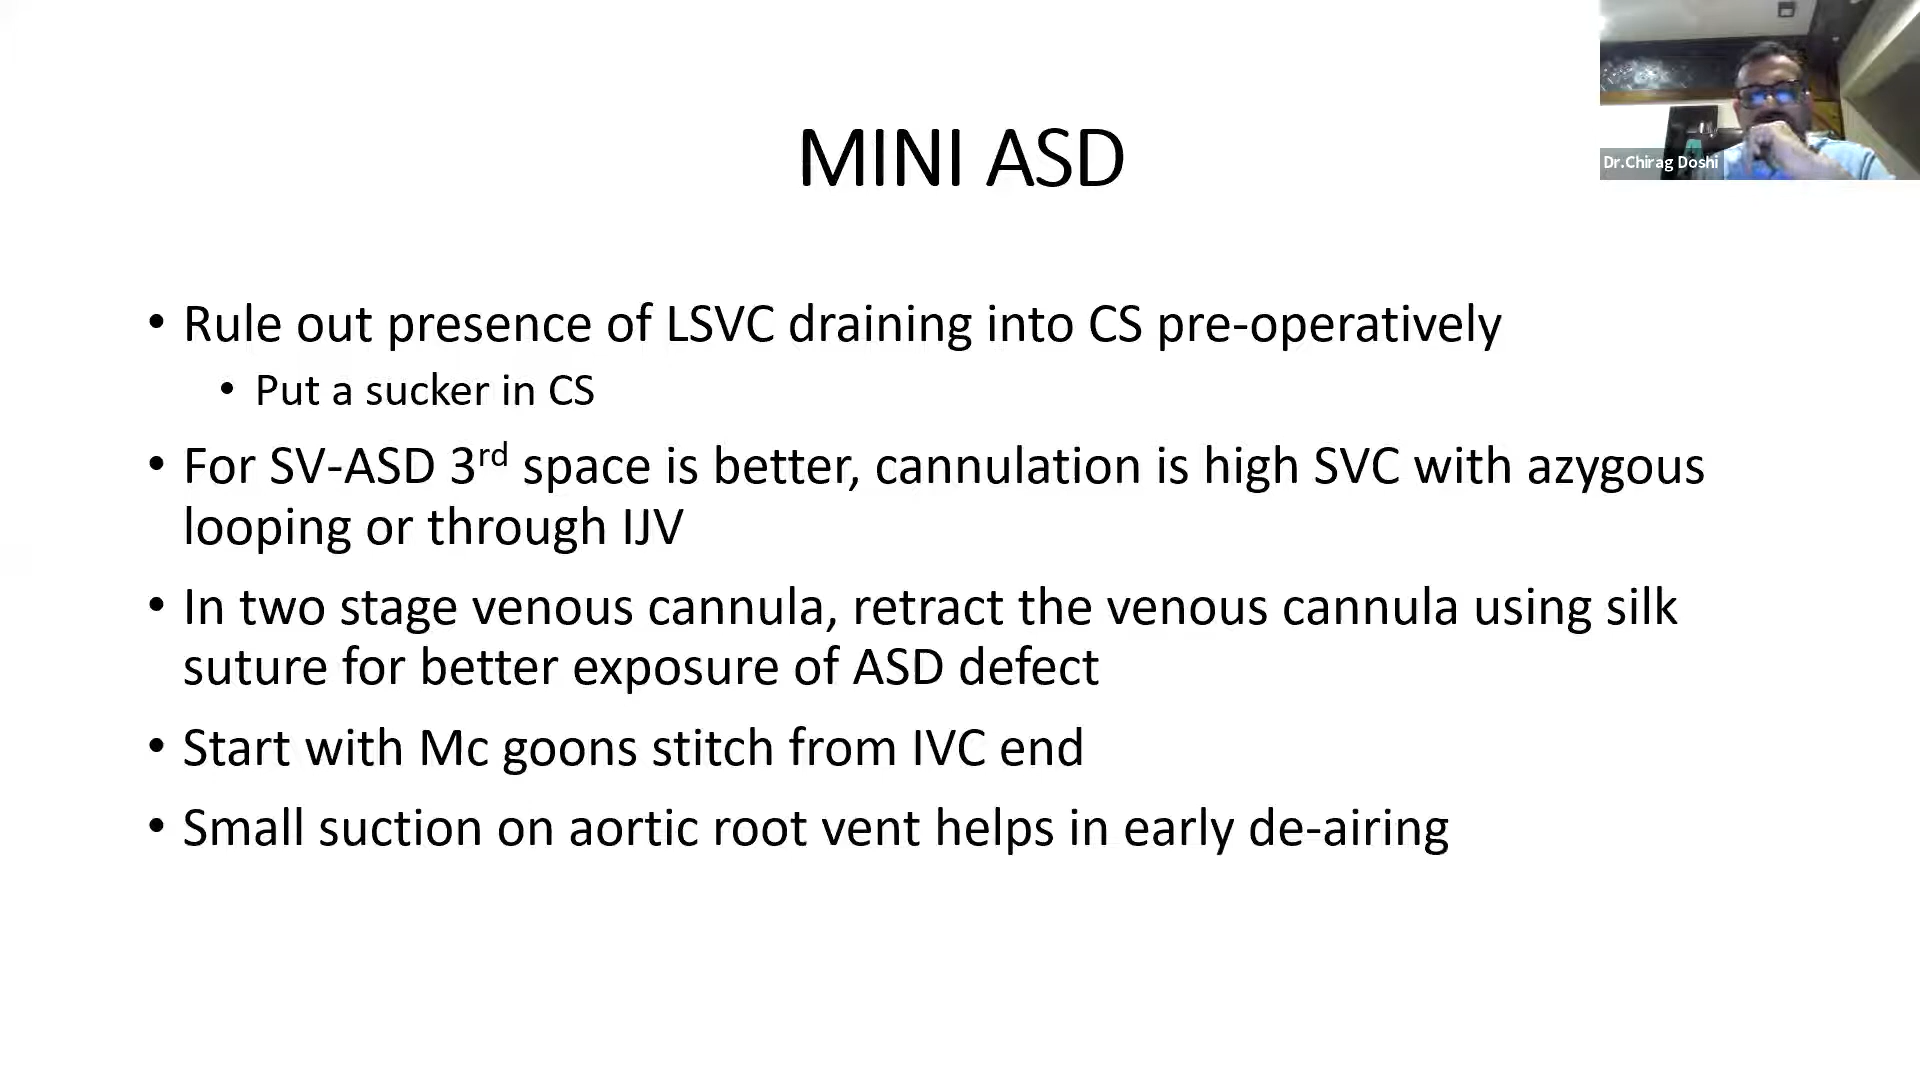 MINI ASD
Dr.Chirag Doshi
• Rule out presence of LSVC draining into CS pre-operatively
• Put a sucker in CS
• For SV-ASD 3rd space is better, cannulation is high SVC with azygous
looping or through IJV
• In two stage venous cannula, retract the venous cannula using silk
suture for better exposure of ASD defect
• Start with Mc goons stitch from IVC end
• Small suction on aortic root vent helps in early de-airing